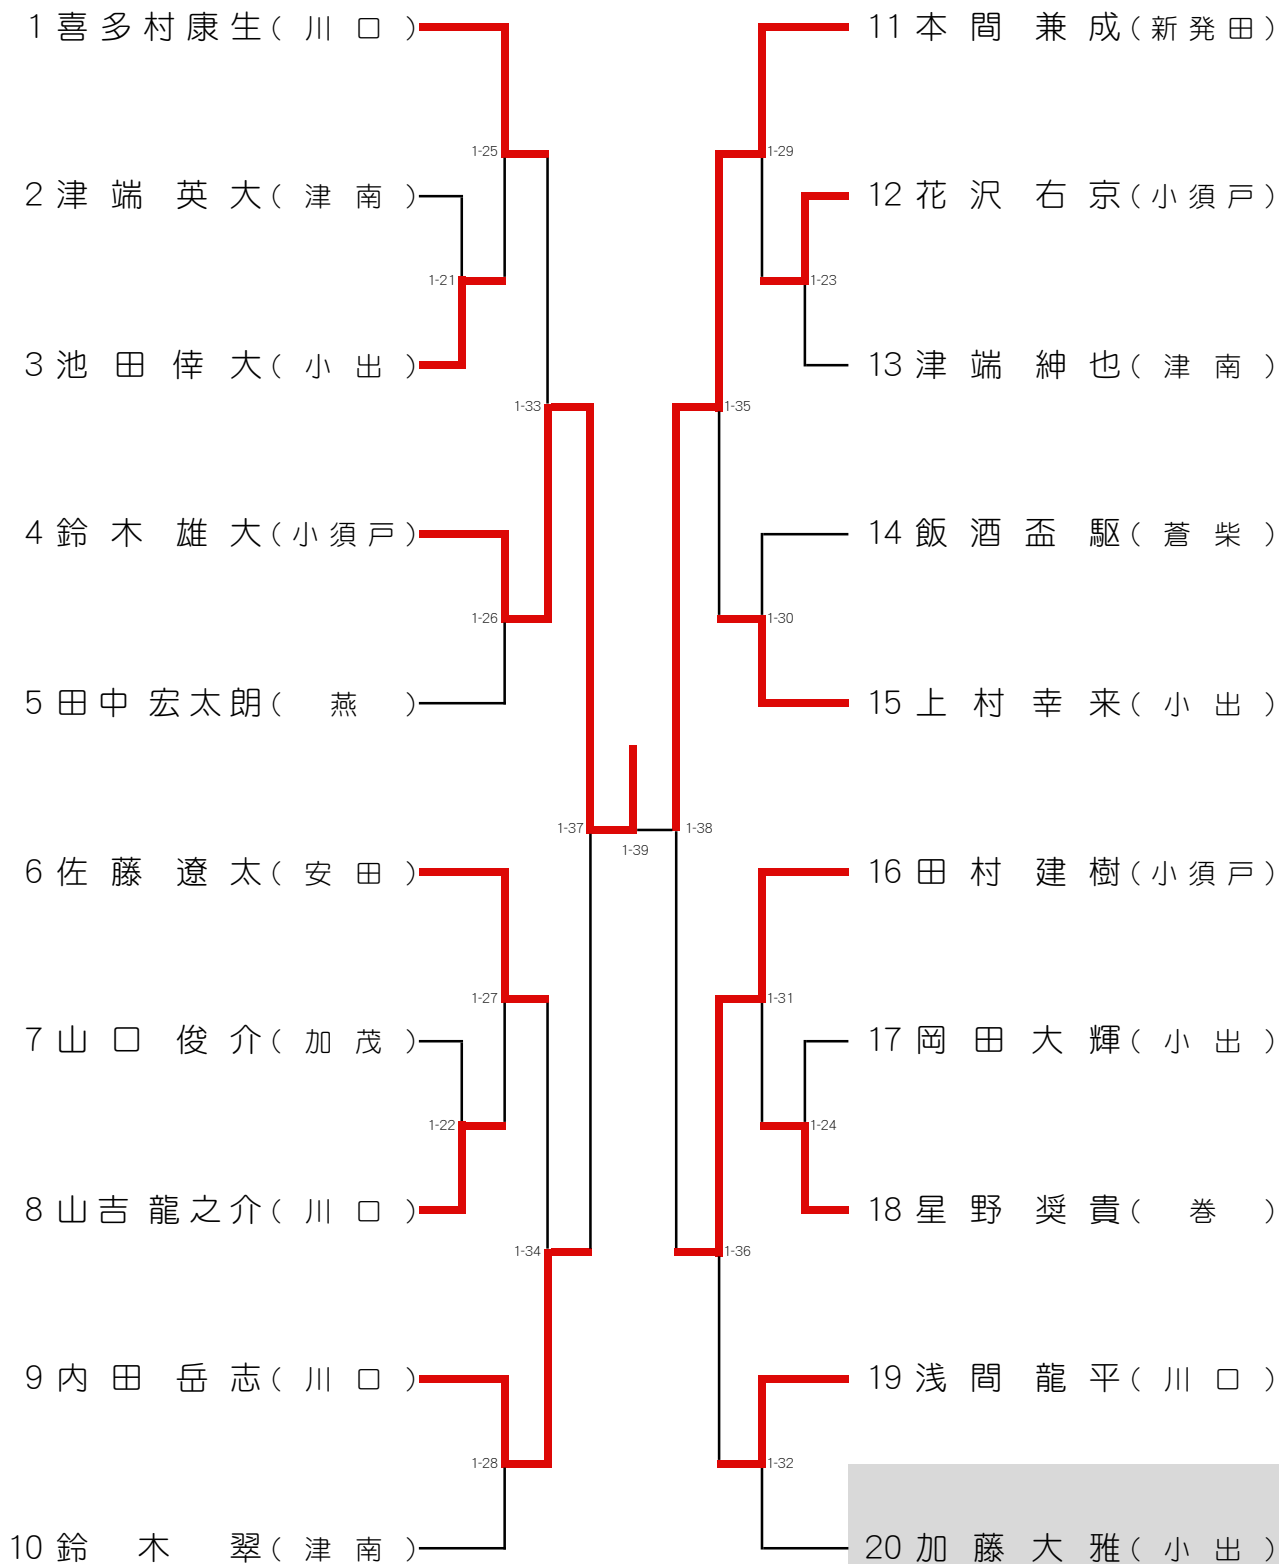 1 喜多村康生(川口)
11 本間兼成(新発田)
1-25
1-29
2 津端英大(津南)
12 花沢右京(小須戸)
1-21
1-23
3 池田倖大(小出)
13 津端紳也(津南)
1-33
1-35
4 鈴木雄大(小須戸)
14 飯酒盃駆(蒼柴)
1-26
1-30
5 田中宏太朗(燕)
15 上村幸来(小出)
1-37
1-38
1-39
6 佐藤遼太(安田)
16 田村建樹(小須戸)
1-27
1-31
7 山口俊介(加茂)
17 岡田大輝(小出)
1-22
1-24
8 山吉龍之介(川口)
18 星野奨貴(巻)
1-34
1-36
9 内田岳志(川口)
19 浅間龍平(川口)
1-28
1-32
10 鈴木翠(津南)
20 加藤大雅(小出)